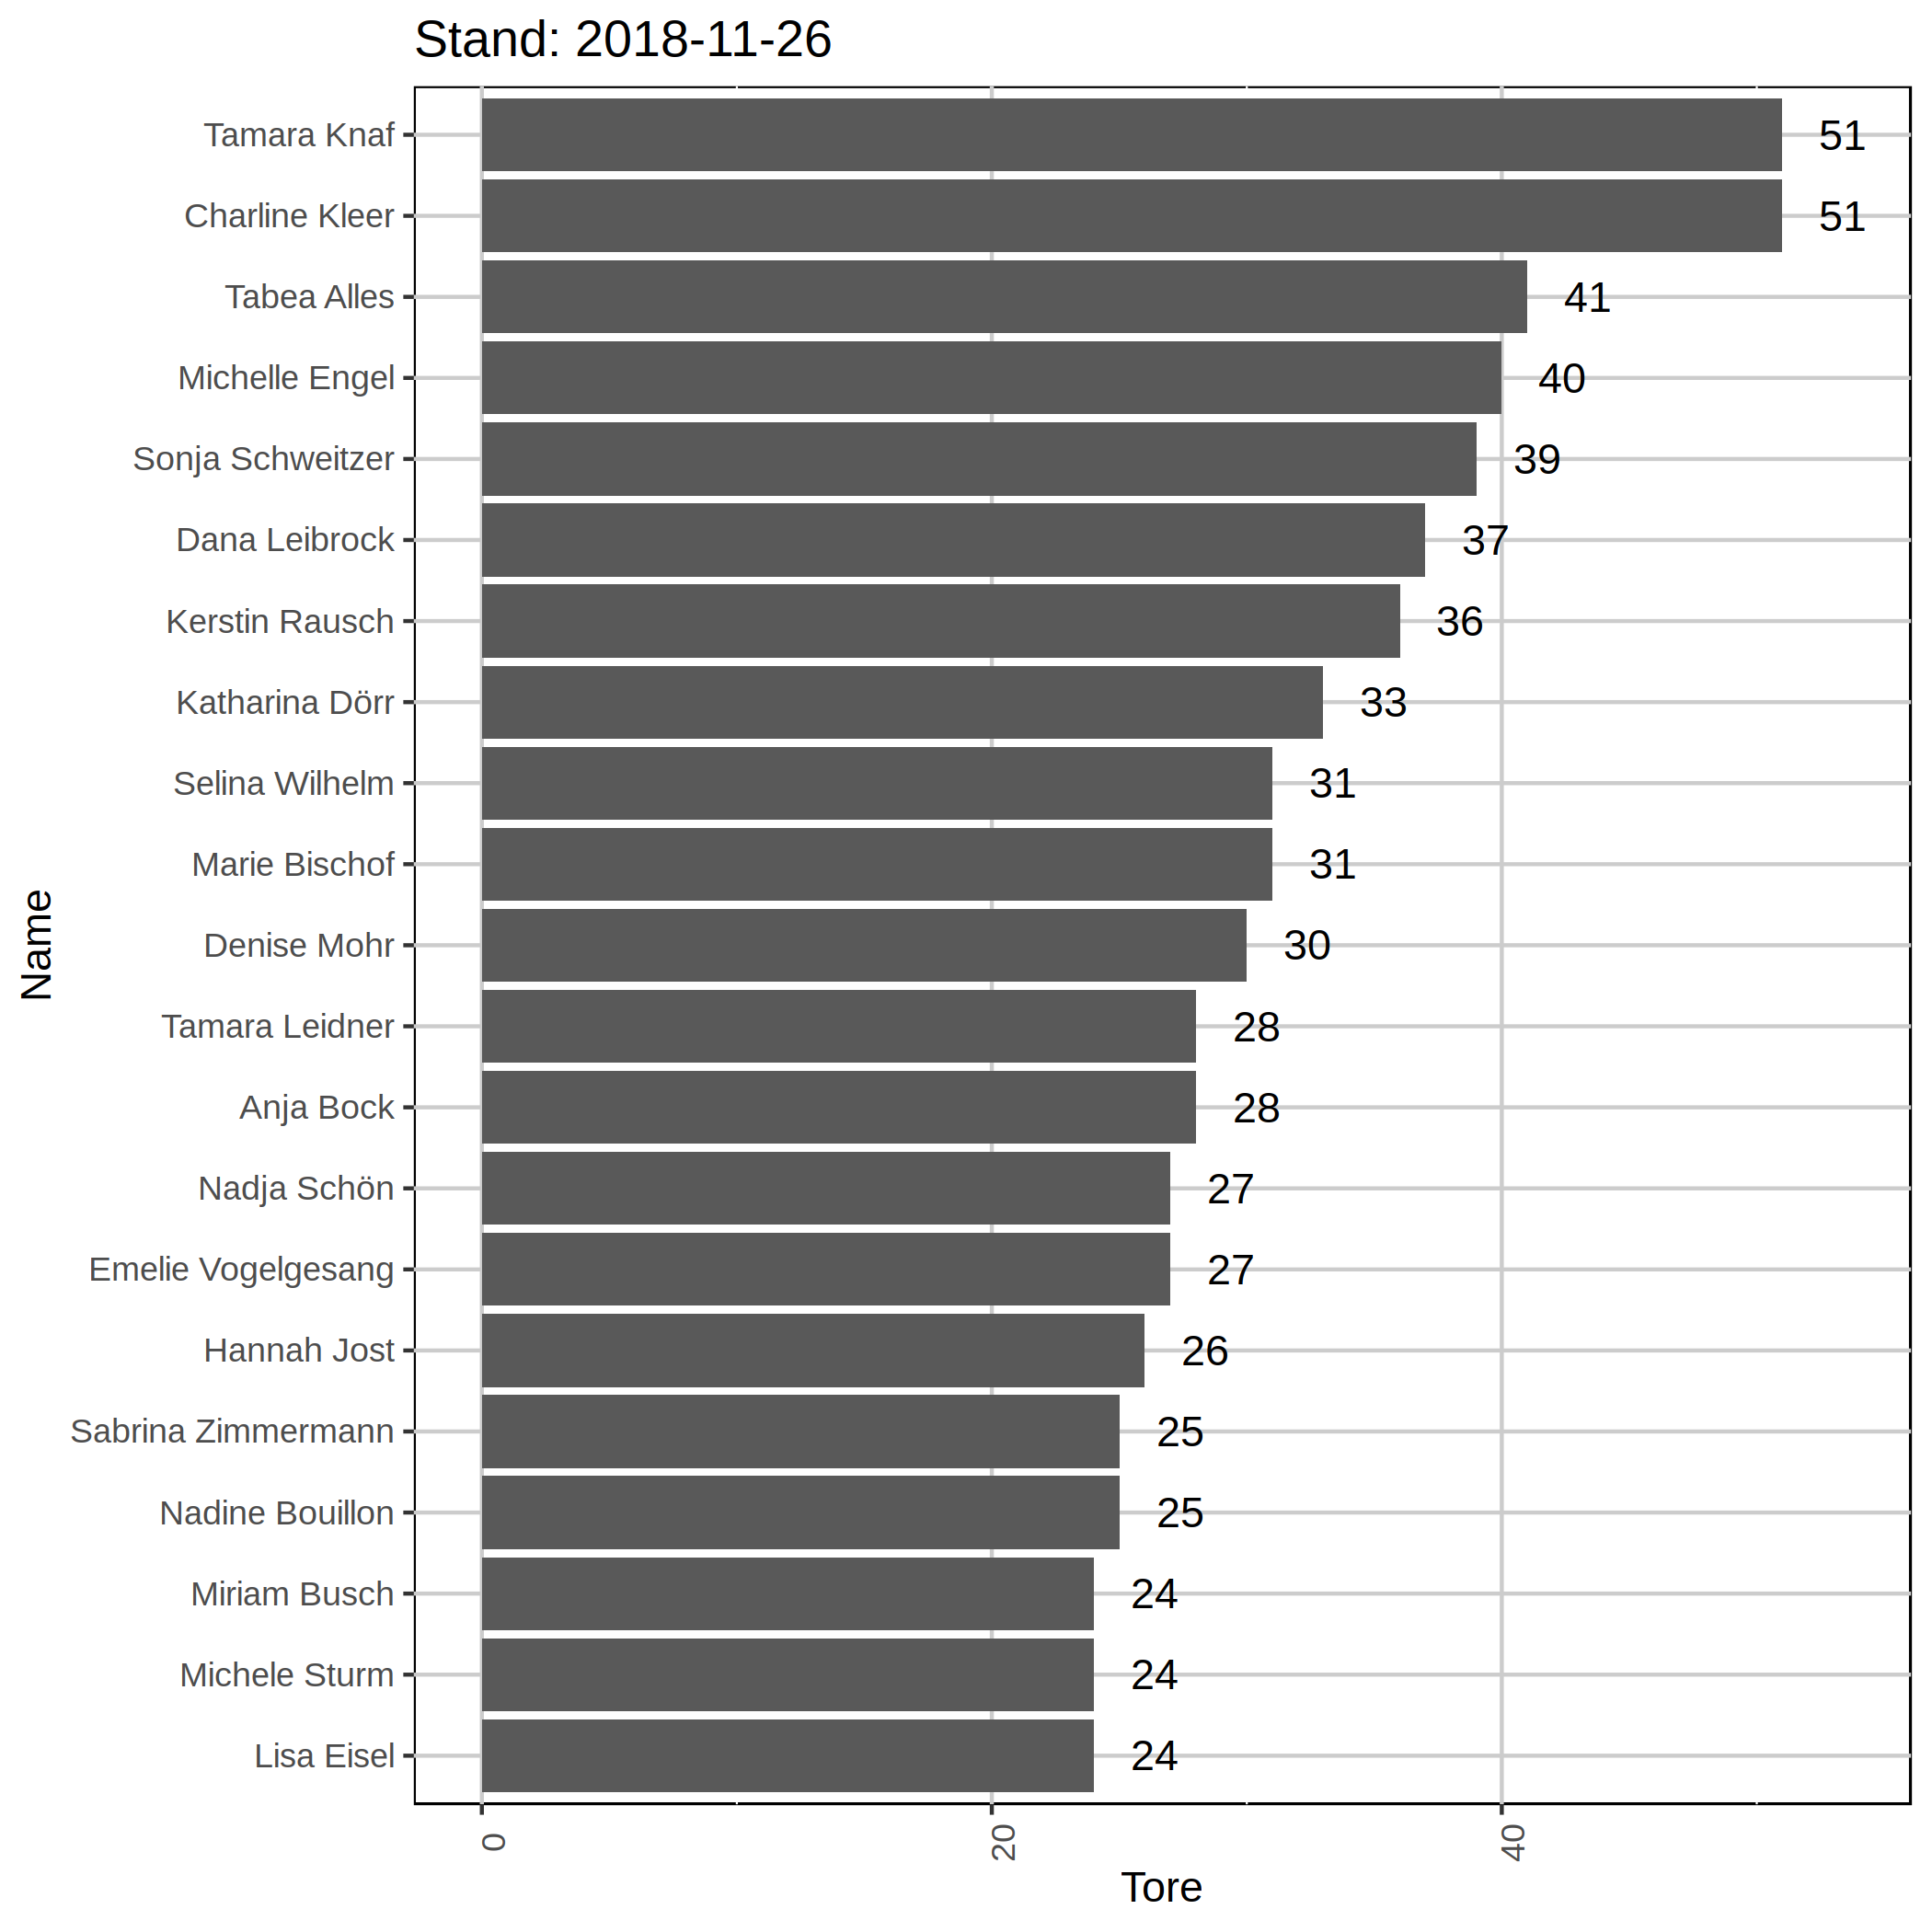 Stand: 2018-11-26
Tamara Knaf 51
Charline Kleer 51
Tabea Alles 41
Michelle Engel 40
Sonja Schweitzer 39
Dana Leibrock 37
Kerstin Rausch 36
Katharina Dörr 33
Selina Wilhelm 31
Marie Bischof 31
Denise Mohr 30
Tamara Leidner 28
Anja Bock 28
Nadja Schön 27
Emelie Vogelgesang 27
Hannah Jost 26
Sabrina Zimmermann 25
Nadine Bouillon 25
Miriam Busch 24
Michele Sturm 24
Lisa Eisel 24
Name
0 20 40
Tore